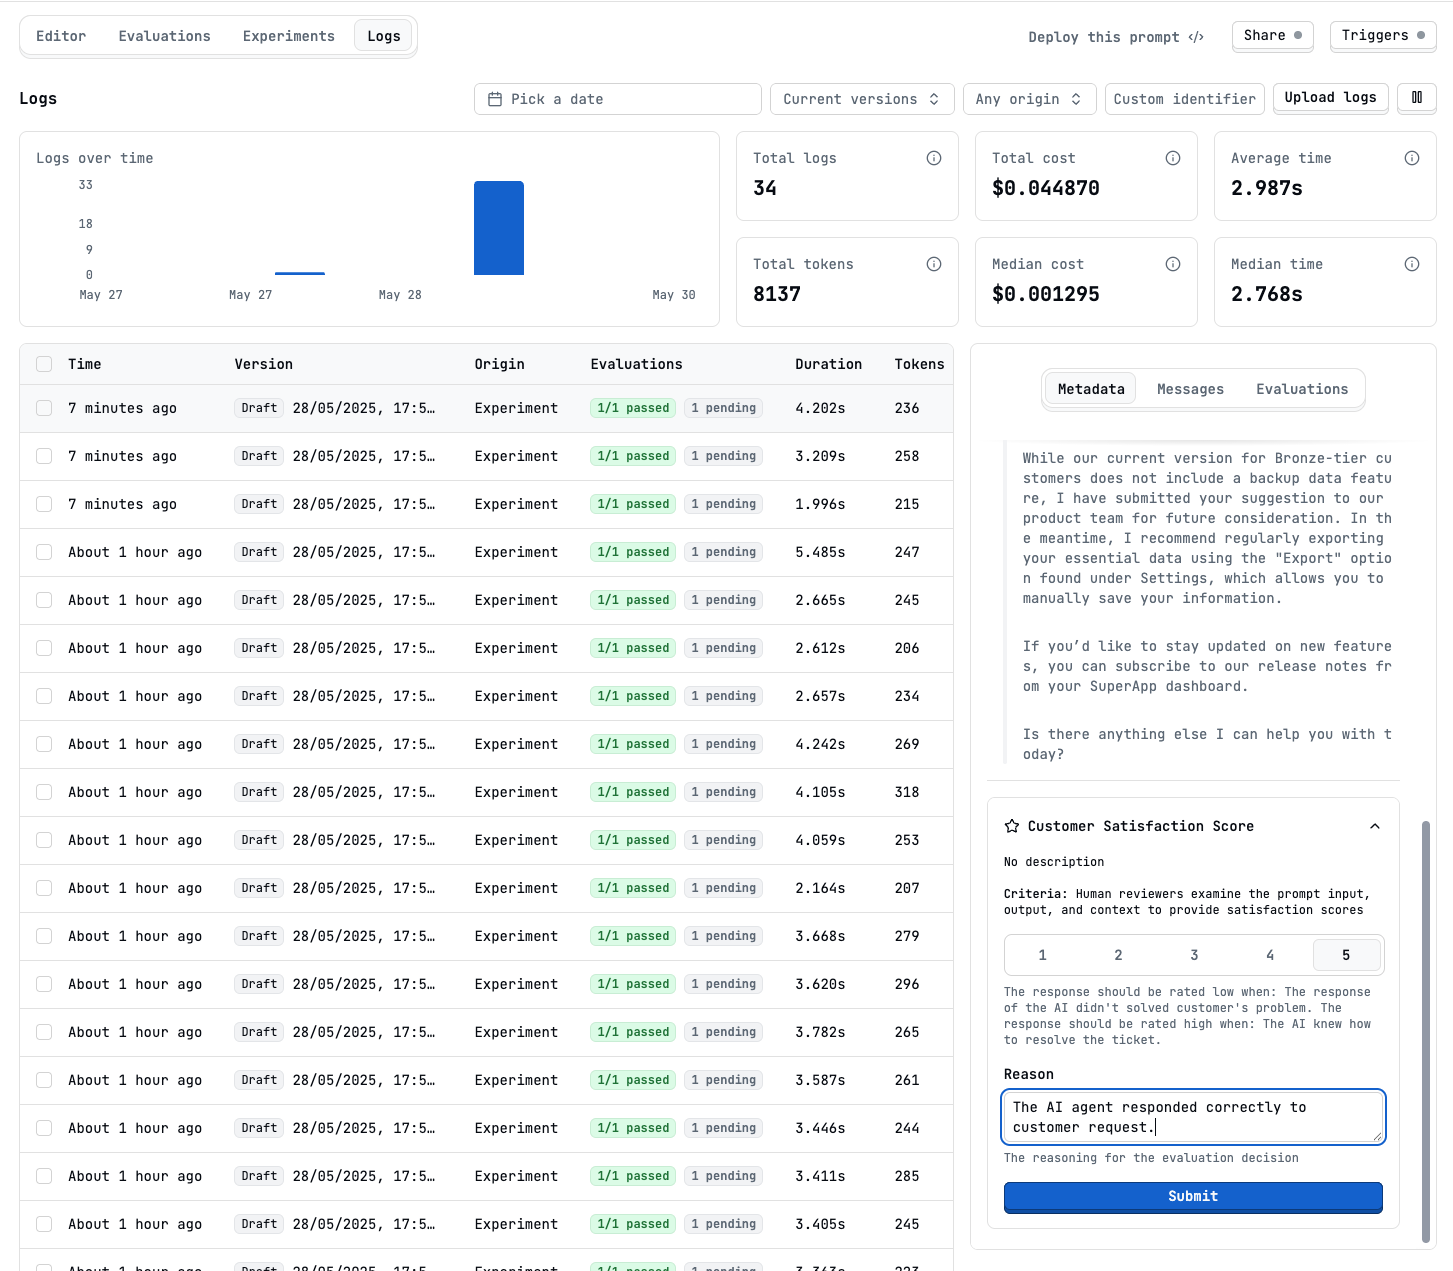 Editor Evaluations Experiments Logs Deploy this prompt </> Share Triggers
Logs Pick a date Current versions Any origin Custom identifier Upload logs
Logs over time
33
18
9
0
May 27 May 27 May 28 May 30
Total logs
34
Total cost
$0.044870
Average time
2.987s
Total tokens
8137
Median cost
$0.001295
Median time
2.768s
Time Version Origin Evaluations Duration Tokens
7 minutes ago Draft 28/05/2025, 17:5… Experiment 1/1 passed 1 pending 4.202s 236
7 minutes ago Draft 28/05/2025, 17:5… Experiment 1/1 passed 1 pending 3.209s 258
7 minutes ago Draft 28/05/2025, 17:5… Experiment 1/1 passed 1 pending 1.996s 215
About 1 hour ago Draft 28/05/2025, 17:5… Experiment 1/1 passed 1 pending 5.485s 247
About 1 hour ago Draft 28/05/2025, 17:5… Experiment 1/1 passed 1 pending 2.665s 245
About 1 hour ago Draft 28/05/2025, 17:5… Experiment 1/1 passed 1 pending 2.612s 206
About 1 hour ago Draft 28/05/2025, 17:5… Experiment 1/1 passed 1 pending 2.657s 234
About 1 hour ago Draft 28/05/2025, 17:5… Experiment 1/1 passed 1 pending 4.242s 269
About 1 hour ago Draft 28/05/2025, 17:5… Experiment 1/1 passed 1 pending 4.105s 318
About 1 hour ago Draft 28/05/2025, 17:5… Experiment 1/1 passed 1 pending 4.059s 253
About 1 hour ago Draft 28/05/2025, 17:5… Experiment 1/1 passed 1 pending 2.164s 207
About 1 hour ago Draft 28/05/2025, 17:5… Experiment 1/1 passed 1 pending 3.668s 279
About 1 hour ago Draft 28/05/2025, 17:5… Experiment 1/1 passed 1 pending 3.620s 296
About 1 hour ago Draft 28/05/2025, 17:5… Experiment 1/1 passed 1 pending 3.782s 265
About 1 hour ago Draft 28/05/2025, 17:5… Experiment 1/1 passed 1 pending 3.587s 261
About 1 hour ago Draft 28/05/2025, 17:5… Experiment 1/1 passed 1 pending 3.446s 244
About 1 hour ago Draft 28/05/2025, 17:5… Experiment 1/1 passed 1 pending 3.411s 285
About 1 hour ago Draft 28/05/2025, 17:5… Experiment 1/1 passed 1 pending 3.405s 245
About 1 hour ago Draft 28/05/2025, 17:5… Experiment 1/1 passed 1 pending
Metadata Messages Evaluations
While our current version for Bronze-tier cu
stomers does not include a backup data featu
re, I have submitted your suggestion to our
product team for future consideration. In th
e meantime, I recommend regularly exporting
your essential data using the "Export" optio
n found under Settings, which allows you to
manually save your information.
If you’d like to stay updated on new feature
s, you can subscribe to our release notes fr
om your SuperApp dashboard.
Is there anything else I can help you with t
oday?
Customer Satisfaction Score
No description
Criteria: Human reviewers examine the prompt input,
output, and context to provide satisfaction scores
1 2 3 4 5
The response should be rated low when: The response
of the AI didn't solved customer's problem. The
response should be rated high when: The AI knew how
to resolve the ticket.
Reason
The AI agent responded correctly to
customer request.
The reasoning for the evaluation decision
Submit